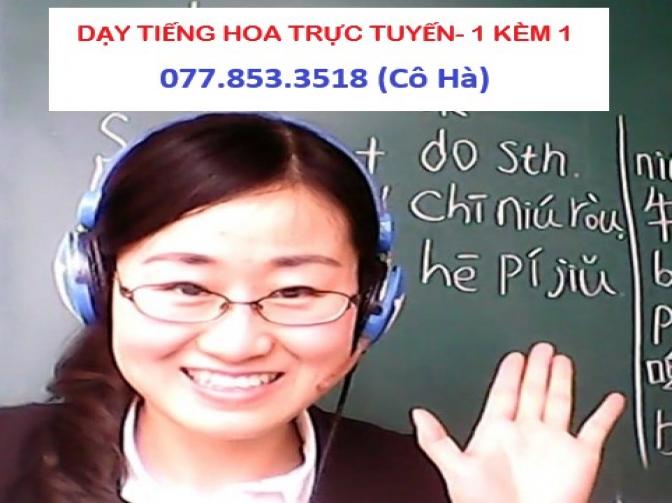 DẠY TIẾNG HOA TRỰC TUYẾN- 1 KÈM 1
077.853.3518 (Cô Hà)
+ do sth.
chī niú ròu
hē pí jiǔ